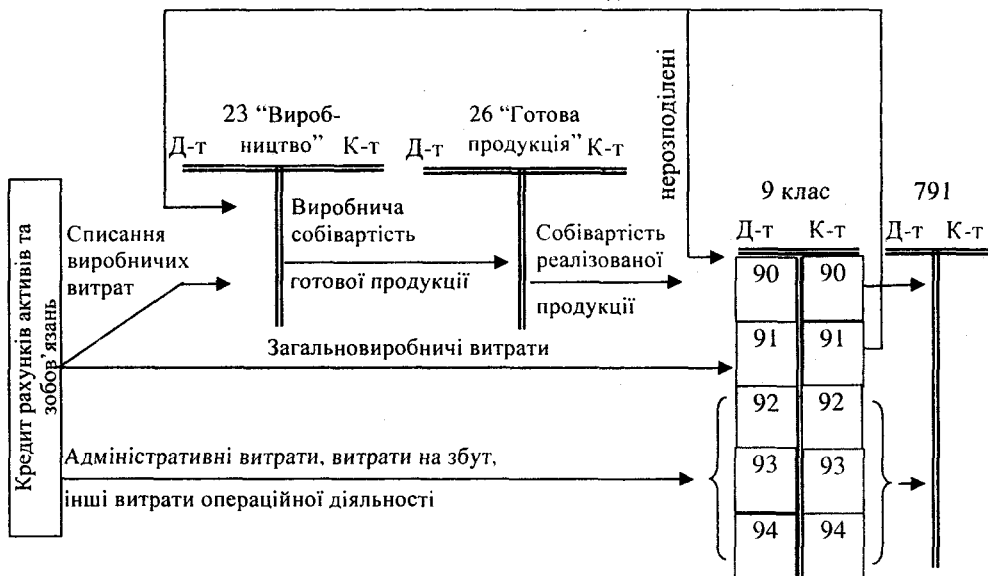 23 “Вироб-
ництво”
Д-т К-т
26 “Готова
продукція”
Д-т К-т
нерозподілені
9 клас
Д-т К-т
791
Д-т К-т
Кредит рахунків активів та
зобов’язань
Списання
виробничих
витрат
Виробнича
собівартість
готової продукції
Собівартість
реалізованої
продукції
90 90
91 91
92 92
93 93
94 94
Загальновиробничі витрати
Адміністративні витрати, витрати на збут,
інші витрати операційної діяльності